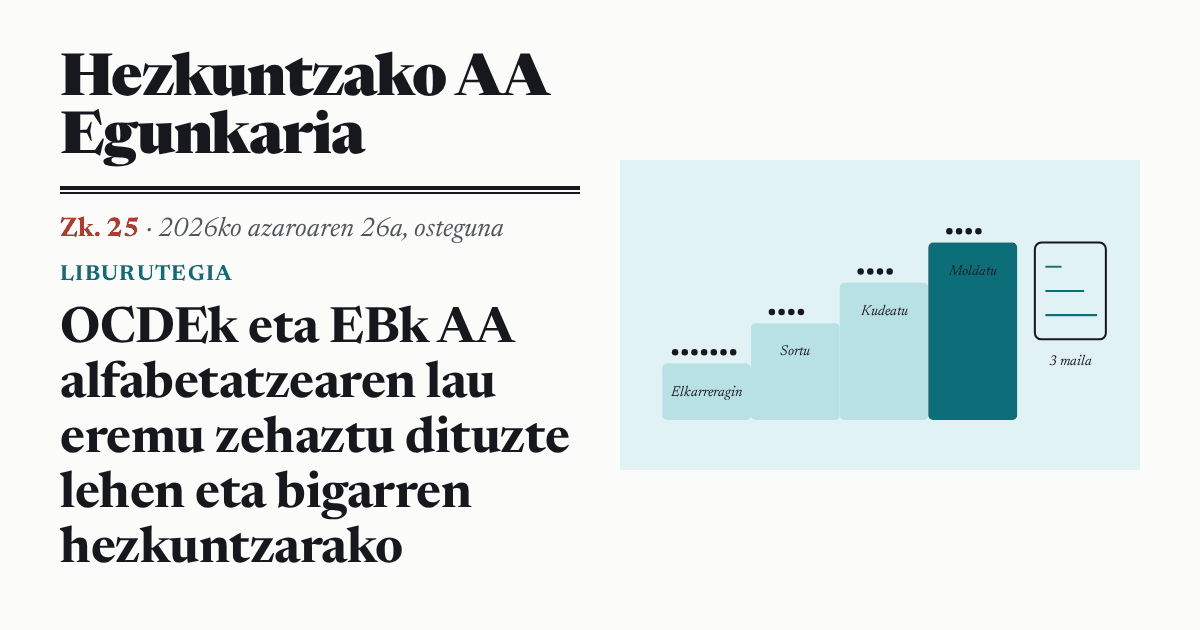 Hezkuntzako AA
Egunkaria
Zk. 25 · 2026ko azaroaren 26a, osteguna
LIBURUTEGIA
OCDEk eta EBk AA
alfabetatzearen lau
eremu zehaztu dituzte
lehen eta bigarren
hezkuntzarako
Elkarreragin
Sortu
Kudeatu
Moldatu
3 maila